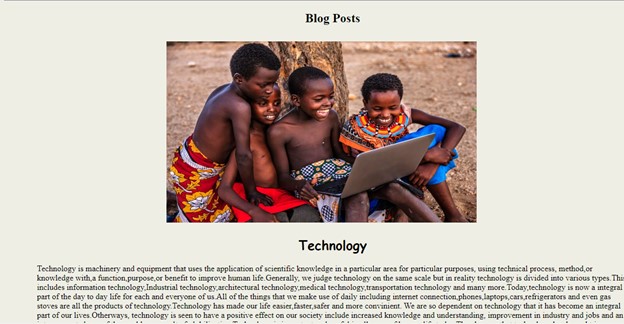 Blog Posts
Technology
Technology is machinery and equipment that uses the application of scientific knowledge in a particular area for particular purposes, using technical process, method,or
knowledge with,a function,purpose,or benefit to improve human life.Generally, we judge technology on the same scale but in reality technology is divided into various types.This
includes information technology,Industrial technology,architectural technology,medical technology,transportation technology and many more.Today,technology is now a integral
part of the day to day life for each and everyone of us.All of the things that we make use of daily including internet connection,phones,laptops,cars,refrigerators and even gas
stoves are all the products of technology.Technology has made our life easier,faster,safer and more convinient. We are so dependent on technology that it has become an integral
part of our lives.Otherways, technology is seen to have a positive effect on our society include increased knowledge and understanding, improvement in industry and jobs and an